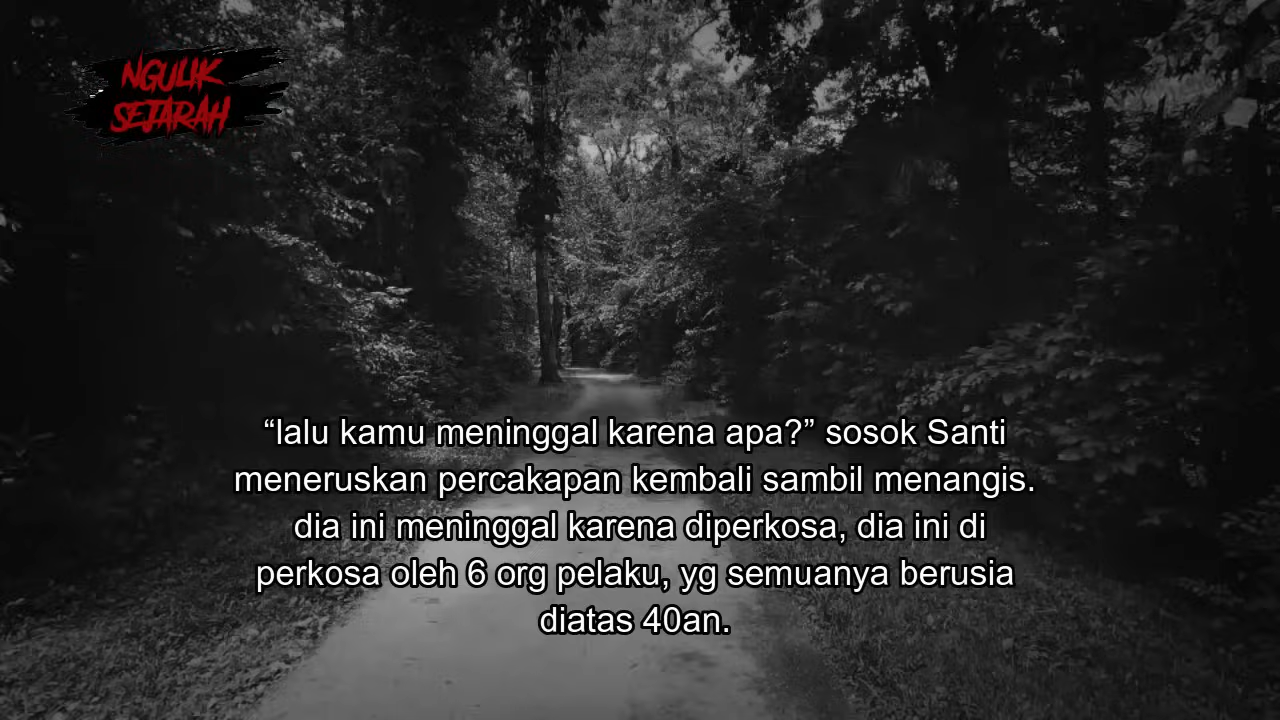 NGULIK
SEJARAH
“lalu kamu meninggal karena apa?” sosok Santi
meneruskan percakapan kembali sambil menangis.
dia ini meninggal karena diperkosa, dia ini di
perkosa oleh 6 org pelaku, yg semuanya berusia
diatas 40an.